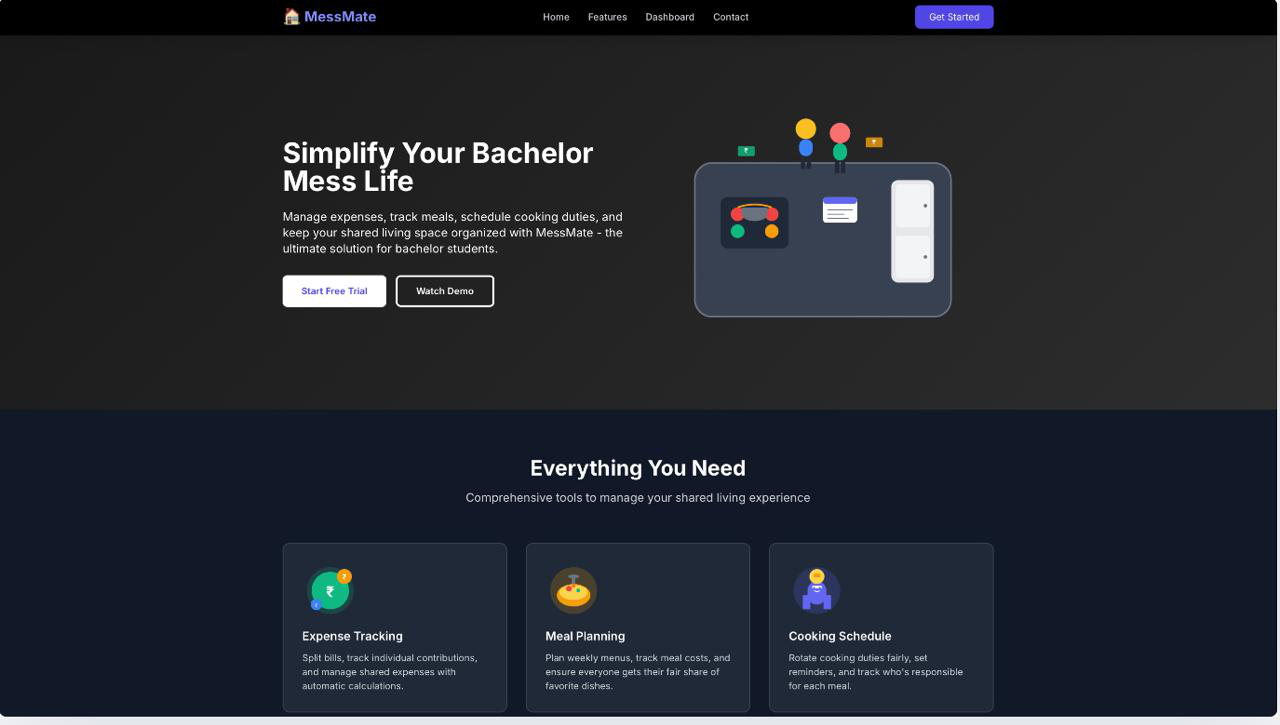 MessMate
Home Features Dashboard Contact
Get Started
Simplify Your Bachelor
Mess Life
Manage expenses, track meals, schedule cooking duties, and
keep your shared living space organized with MessMate - the
ultimate solution for bachelor students.
Start Free Trial
Watch Demo
₹
₹
Everything You Need
Comprehensive tools to manage your shared living experience
₹
Expense Tracking
Split bills, track individual contributions,
and manage shared expenses with
automatic calculations.
Meal Planning
Plan weekly menus, track meal costs, and
ensure everyone gets their fair share of
favorite dishes.
Cooking Schedule
Rotate cooking duties fairly, set
reminders, and track who's responsible
for each meal.